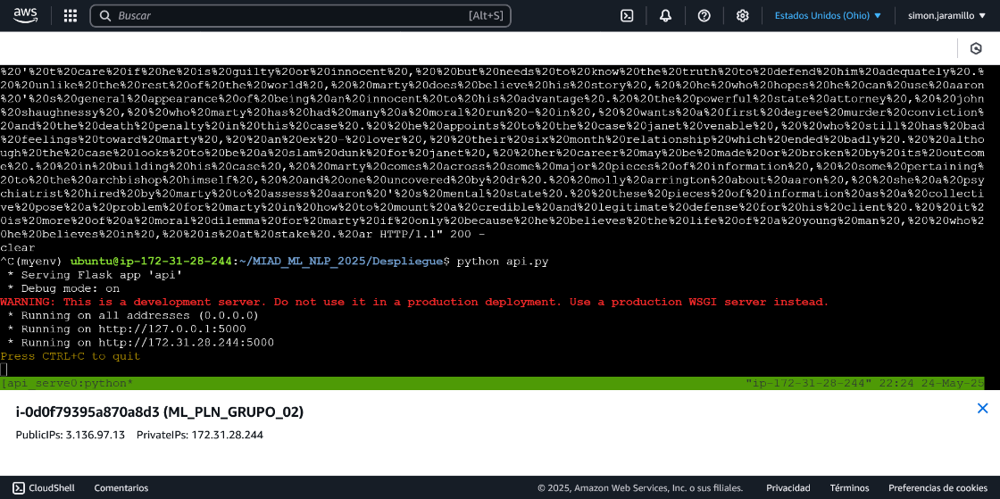 aws
Buscar
[Alt+S]
Estados Unidos (Ohio)
simon.jaramillo
%20'%20t%20care%20if%20he%20is%20guilty%20or%20innocent%20,%20%20but%20needs%20to%20know%20the%20truth%20to%20defend%20him%20adequately%20.%
20%20unlike%20the%20rest%20of%20the%20world%20,%20%20marty%20does%20believe%20his%20story%20,%20%20he%20who%20hopes%20he%20can%20use%20aaron
%20'%20s%20general%20appearance%20of%20being%20an%20innocent%20to%20his%20advantage%20.%20%20the%20powerful%20state%20attorney%20,%20%20john
%20shaughnessy%20,%20%20who%20marty%20has%20had%20many%20a%20moral%20run%20-%20in%20,%20%20wants%20a%20first%20degree%20murder%20conviction%
20and%20the%20death%20penalty%20in%20this%20case%20.%20%20he%20appoints%20to%20the%20case%20janet%20venable%20,%20%20who%20still%20has%20bad
%20feelings%20toward%20marty%20,%20%20an%20ex%20-%20lover%20,%20%20their%20six%20month%20relationship%20which%20ended%20badly%20.%20%20altho
ugh%20the%20case%20looks%20to%20be%20a%20slam%20dunk%20for%20janet%20,%20%20her%20career%20may%20be%20made%20or%20broken%20by%20its%20outcom
e%20.%20%20in%20building%20his%20case%20,%20%20marty%20comes%20across%20some%20major%20pieces%20of%20information%20,%20%20some%20pertaining%
20to%20the%20archbishop%20himself%20,%20%20and%20one%20uncovered%20by%20dr%20.%20%20molly%20arrington%20about%20aaron%20,%20%20she%20a%20psy
chiatrist%20hired%20by%20marty%20to%20assess%20aaron%20'%20s%20mental%20state%20.%20%20these%20pieces%20of%20information%20as%20a%20collecti
ve%20pose%20a%20problem%20for%20marty%20in%20how%20to%20mount%20a%20credible%20and%20legitimate%20defense%20for%20his%20client%20.%20%20it%2
0is%20more%20of%20a%20moral%20dilemma%20for%20marty%20if%20only%20because%20he%20believes%20the%20life%20of%20a%20young%20man%20,%20%20who%2
0he%20believes%20in%20,%20%20is%20at%20stake%20.%20ar HTTP/1.1" 200 -
clear
^C(myenv) ubuntu@ip-172-31-28-244:~/MIAD_ML_NLP_2025/Despliegue$ python api.py
 * Serving Flask app 'api'
 * Debug mode: on
WARNING: This is a development server. Do not use it in a production deployment. Use a production WSGI server instead.
 * Running on all addresses (0.0.0.0)
 * Running on http://127.0.0.1:5000
 * Running on http://172.31.28.244:5000
Press CTRL+C to quit
[api_serve0:python* "ip-172-31-28-244" 22:24 24-May-25
i-0d0f79395a870a8d3 (ML_PLN_GRUPO_02)
PublicIPs: 3.136.97.13 PrivateIPs: 172.31.28.244
CloudShell
Comentarios
© 2025, Amazon Web Services, Inc. o sus filiales.
Privacidad
Términos
Preferencias de cookies